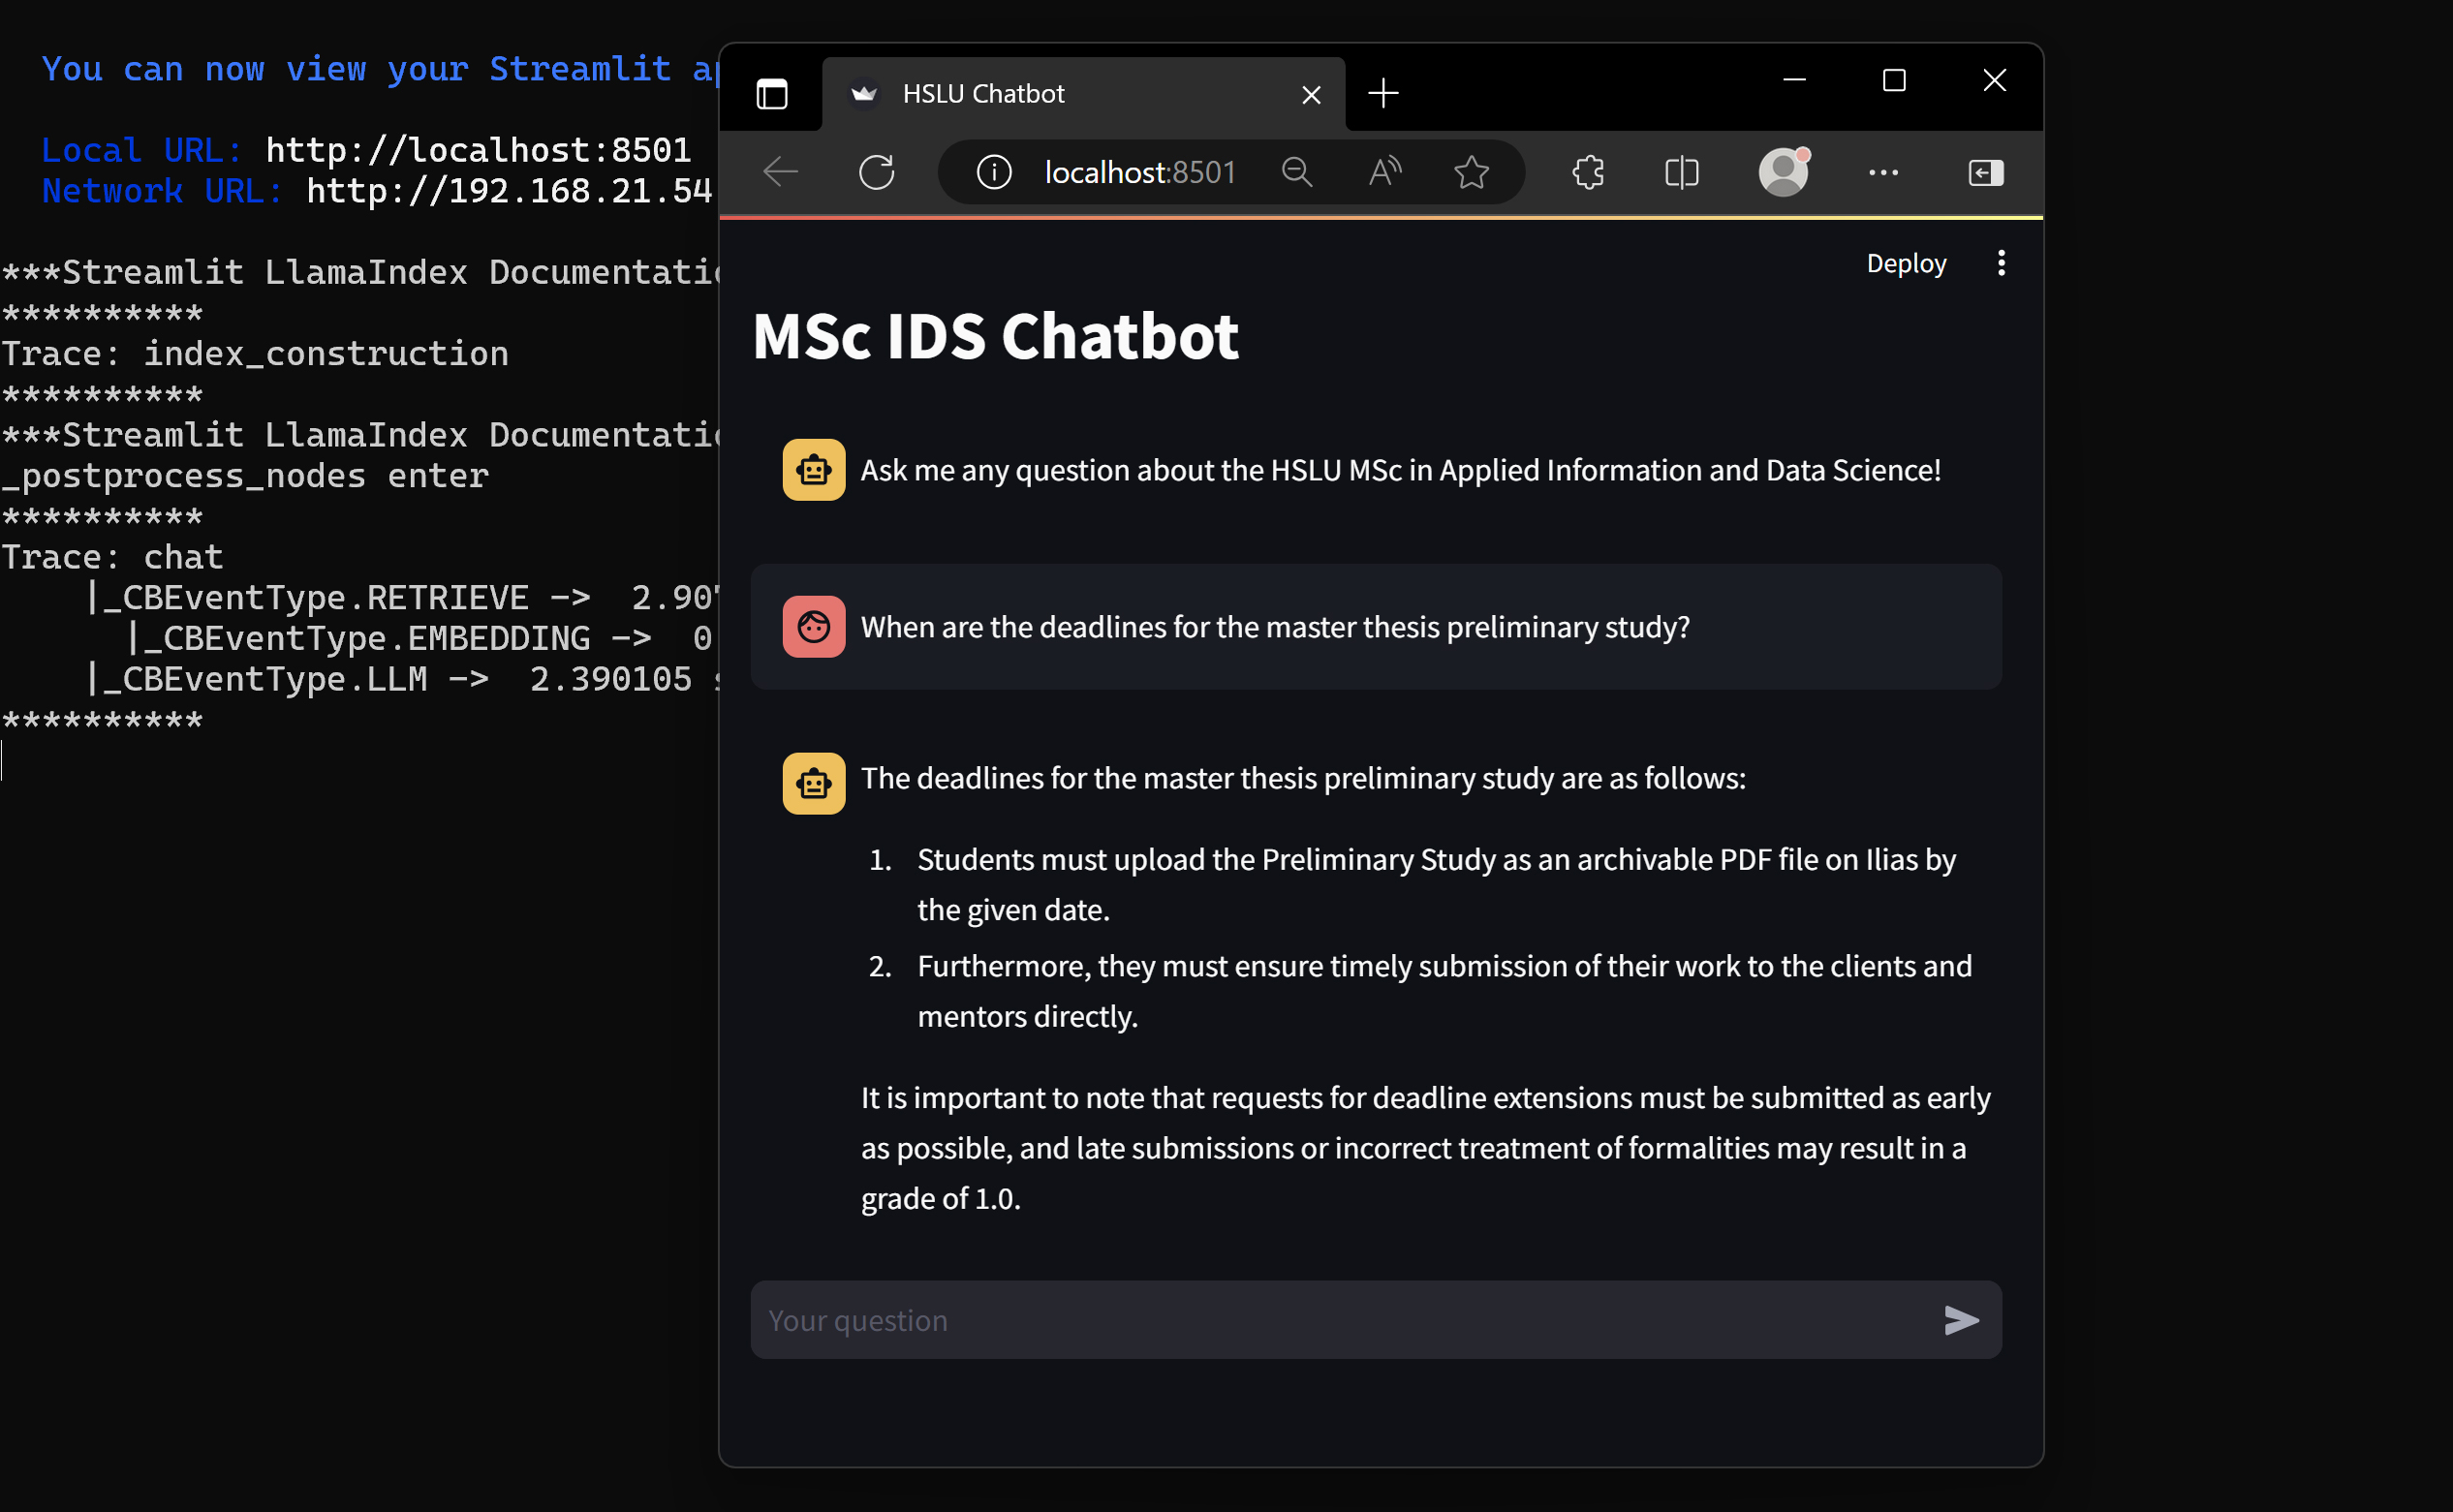 You can now view your Streamlit
Local URL: http://localhost:8501
Network URL: http://192.168.21.54
***Streamlit LlamaIndex
**********
Trace: index_construction
**********
***Streamlit LlamaIndex
_postprocess_nodes enter
**********
Trace: chat
|_CBEventType.RETRIEVE -> 2.90
|_CBEventType.EMBEDDING -> 0
|_CBEventType.LLM -> 2.390105
**********
HSLU Chatbot
localhost:8501
Deploy
MSc IDS Chatbot
Ask me any question about the HSLU MSc in Applied Information and Data Science!
When are the deadlines for the master thesis preliminary study?
The deadlines for the master thesis preliminary study are as follows:
1. Students must upload the Preliminary Study as an archivable PDF file on Ilias by
the given date.
2. Furthermore, they must ensure timely submission of their work to the clients and
mentors directly.
It is important to note that requests for deadline extensions must be submitted as early
as possible, and late submissions or incorrect treatment of formalities may result in a
grade of 1.0.
Your question